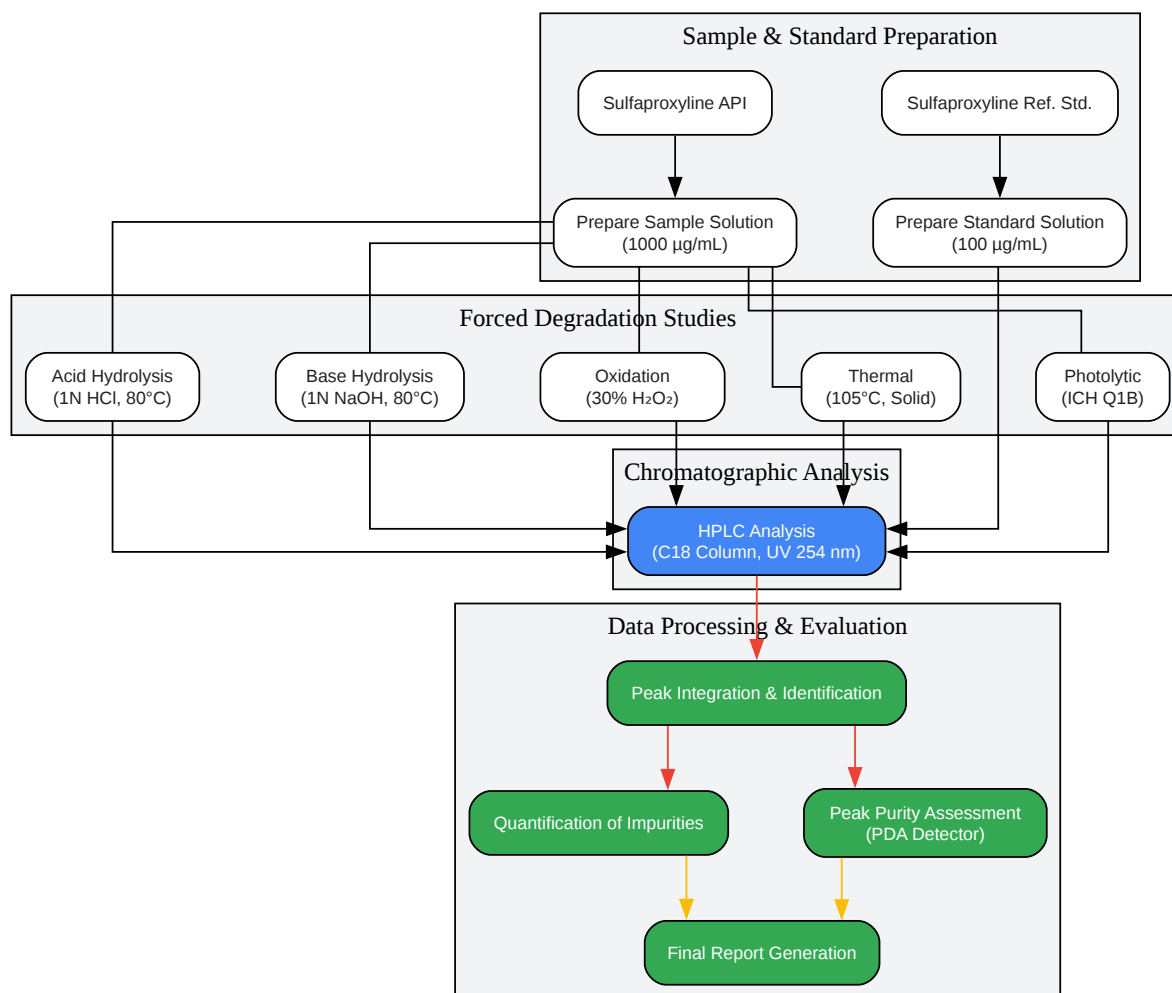 Sample & Standard Preparation
Sulfaproxyline API
Sulfaproxyline Ref. Std.
Prepare Sample Solution
(1000 µg/mL)
Prepare Standard Solution
(100 µg/mL)
Forced Degradation Studies
Acid Hydrolysis
(1N HCl, 80°C)
Base Hydrolysis
(1N NaOH, 80°C)
Oxidation
(30% H₂O₂)
Thermal
(105°C, Solid)
Photolytic
(ICH Q1B)
Chromatographic Analysis
HPLC Analysis
(C18 Column, UV 254 nm)
Data Processing & Evaluation
Peak Integration & Identification
Quantification of Impurities
Peak Purity Assessment
(PDA Detector)
Final Report Generation